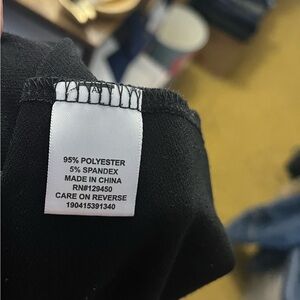 95% POLYESTER
5% SPANDEX
MADE IN CHINA
RN#129450
CARE ON REVERSE
190415391340